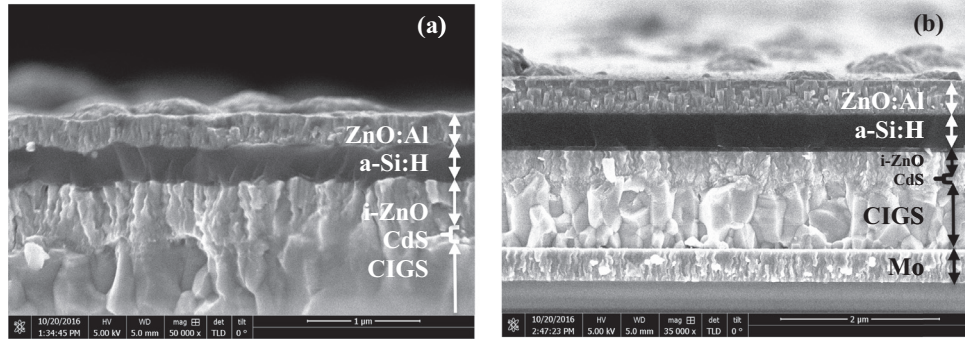 (a)
ZnO:Al
a-Si:H
i-ZnO
CdS
CIGS
10/20/2016 HV WD mag det tilt
1:34:45 PM 5.00 kV 5.0 mm 50 000 x TLD 0 °
1 µm
(b)
ZnO:Al
a-Si:H
i-ZnO
CdS
CIGS
Mo
10/20/2016 HV WD mag det tilt
2:47:23 PM 5.00 kV 5.0 mm 35 000 x TLD 0 °
2 µm